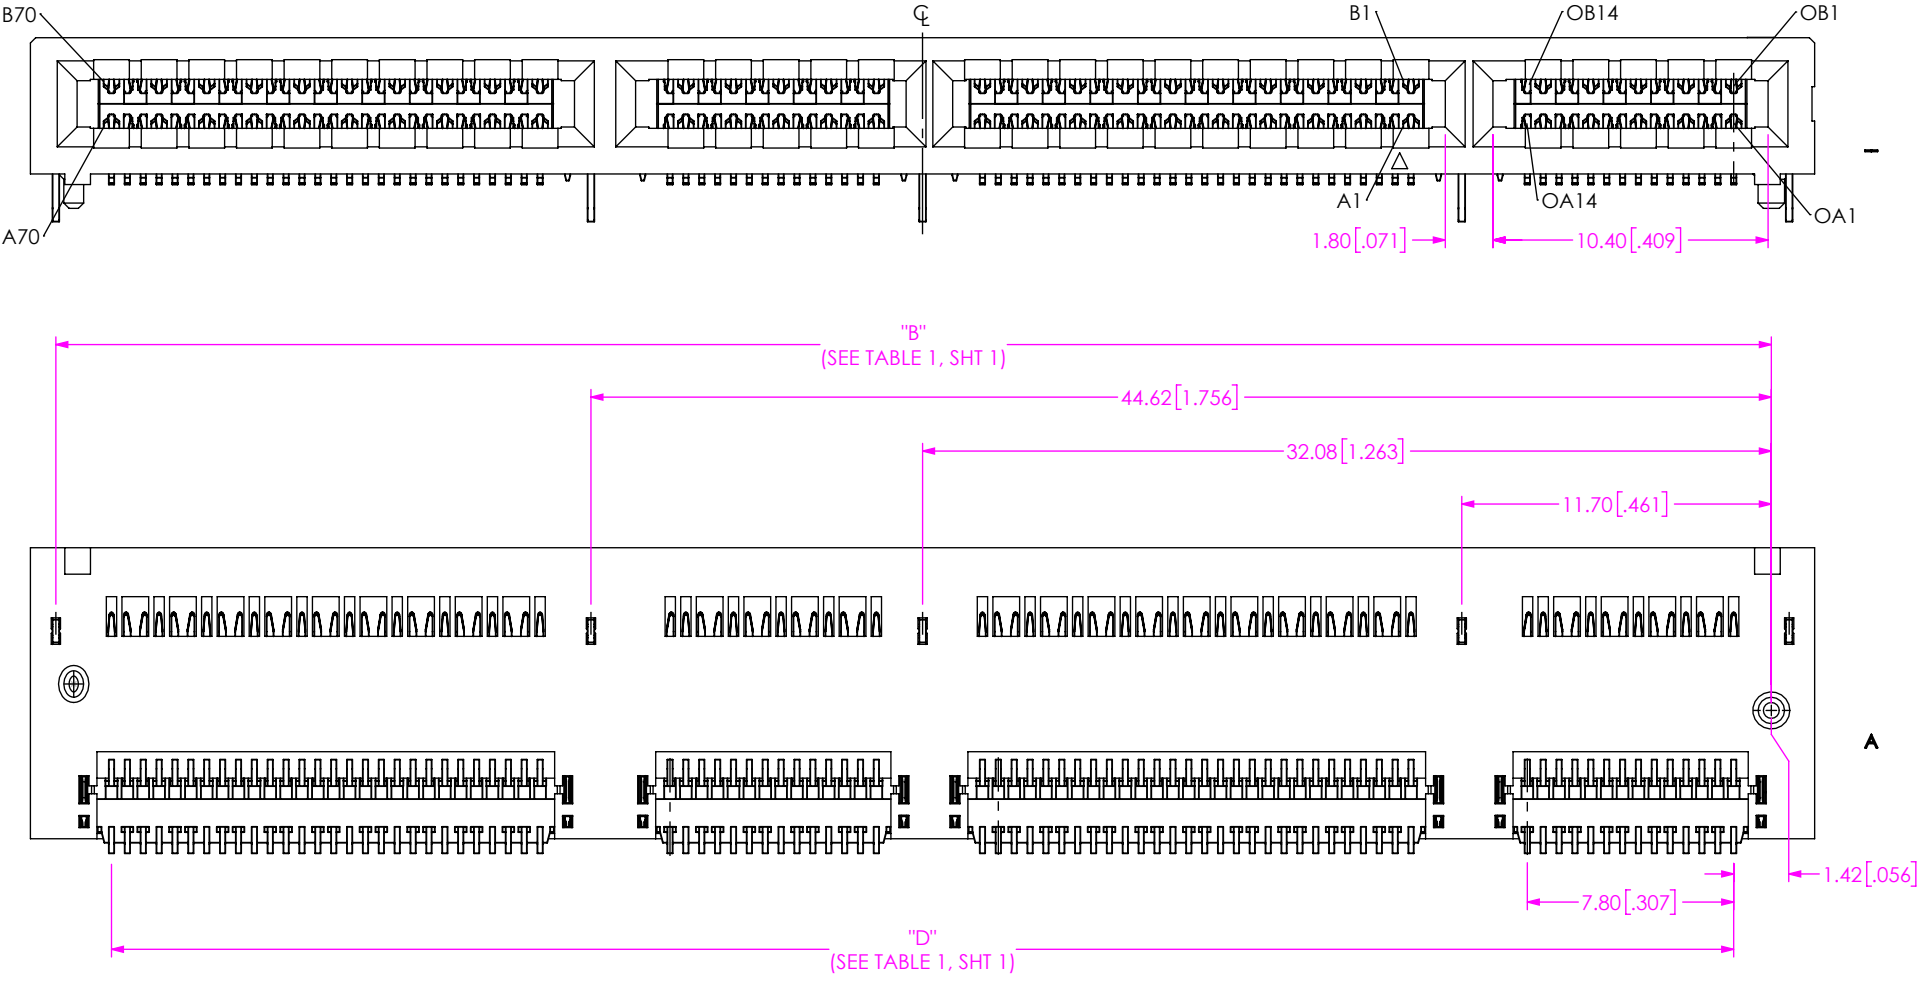 B70
℄
B1
OB14
OB1
A70
A1
OA14
OA1
1.80[.071]
10.40[.409]
"B"
(SEE TABLE 1, SHT 1)
44.62[1.756]
32.08[1.263]
11.70[.461]
A
1.42[.056]
7.80[.307]
"D"
(SEE TABLE 1, SHT 1)